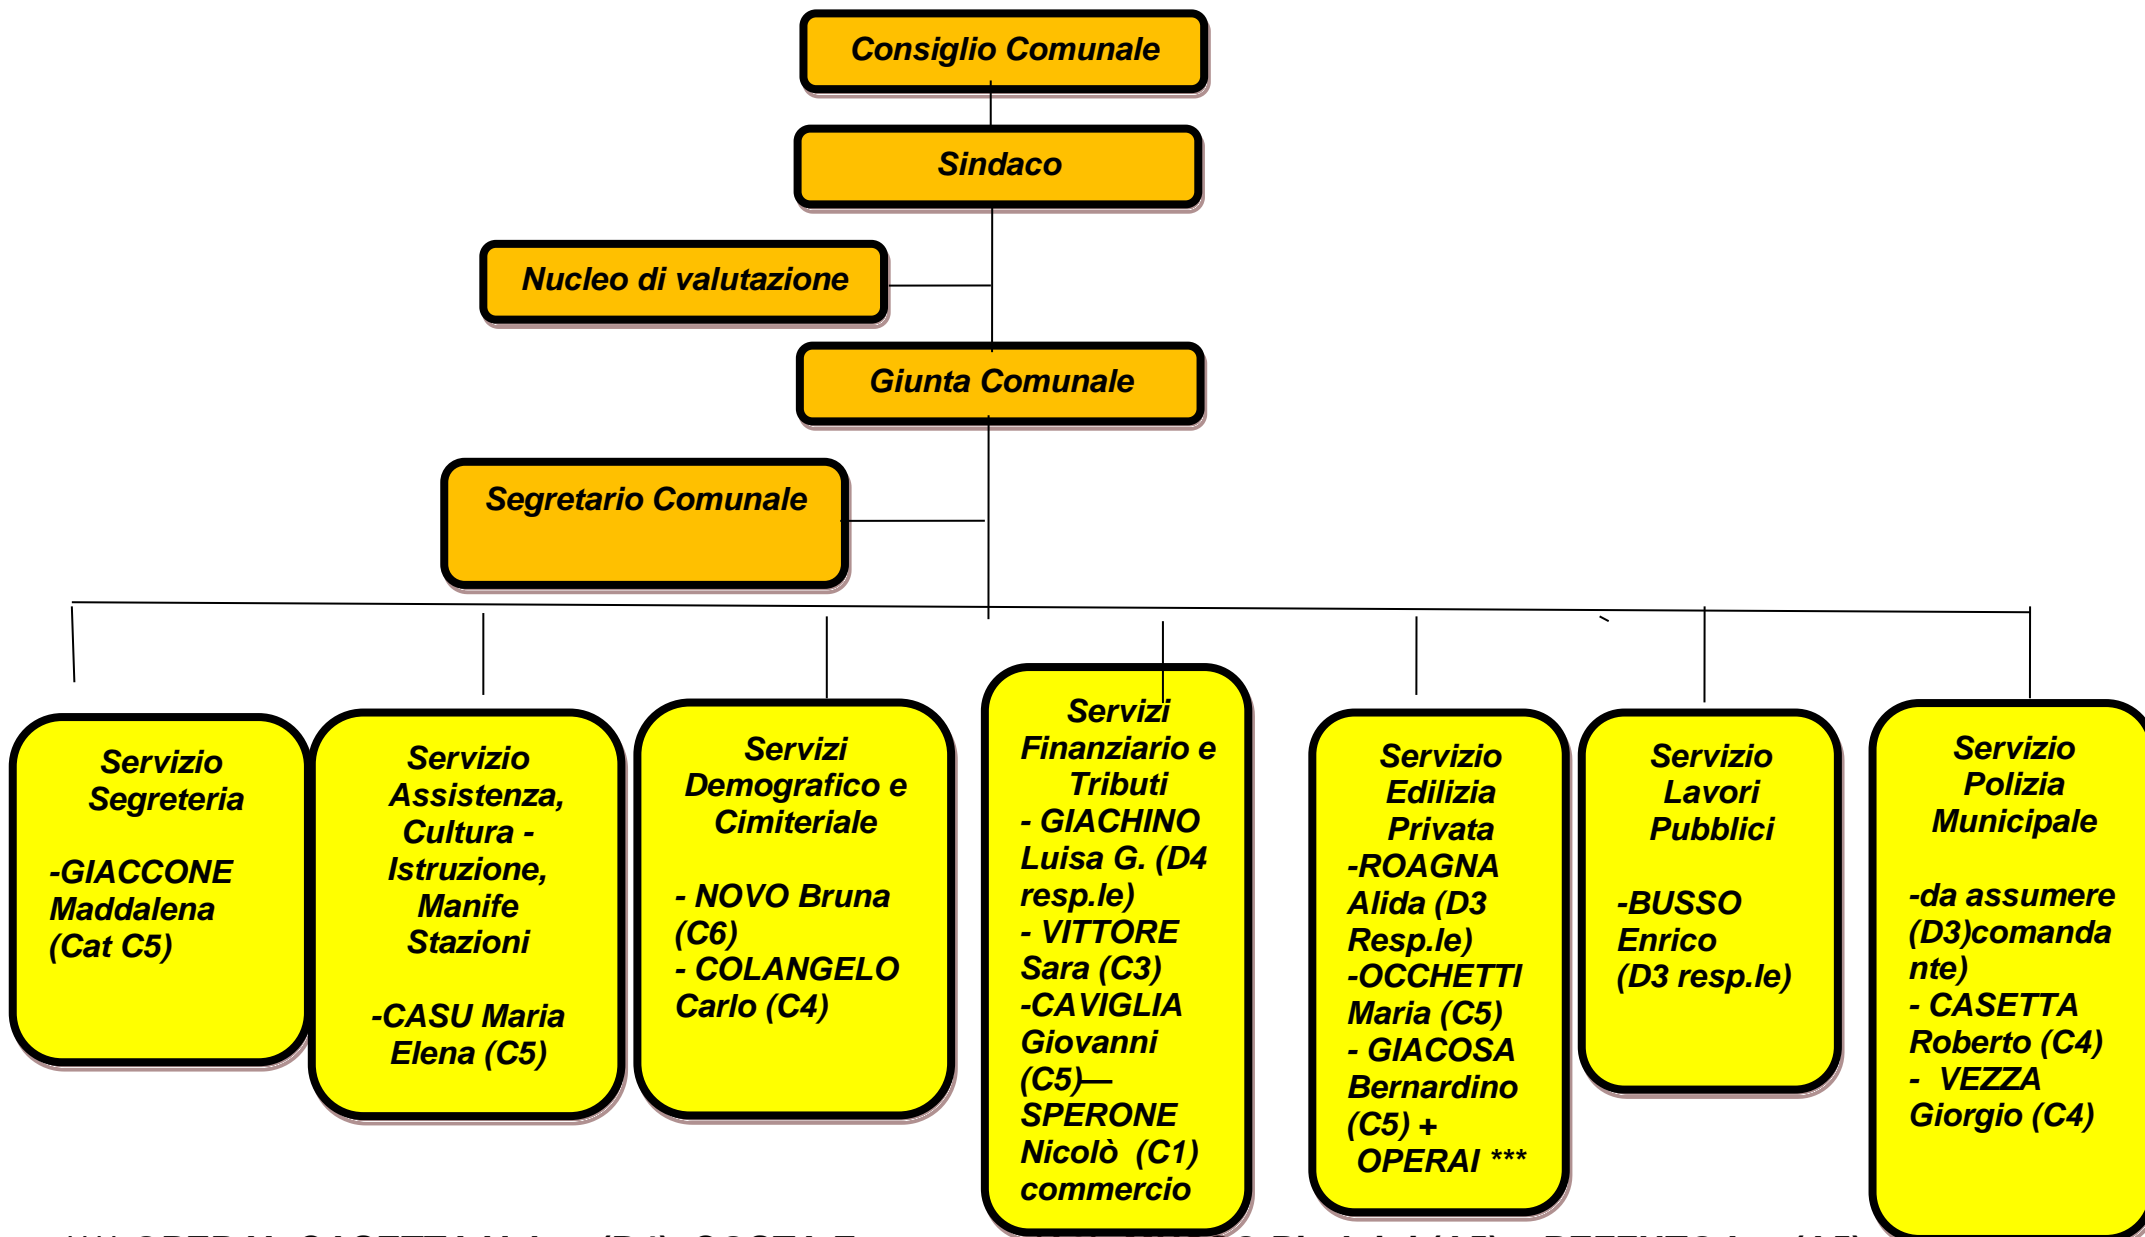 Consiglio Comunale
Sindaco
Nucleo di valutazione
Giunta Comunale
Segretario Comunale
Servizio
Segreteria
-GIACCONE
Maddalena
(Cat C5)
Servizio
Assistenza,
Cultura -
Istruzione,
Manife
Stazioni
-CASU Maria
Elena (C5)
Servizi
Demografico e
Cimiteriale
- NOVO Bruna
(C6)
- COLANGELO
Carlo (C4)
Servizi
Finanziario e
Tributi
- GIACHINO
Luisa G. (D4
resp.le)
- VITTORE
Sara (C3)
-CAVIGLIA
Giovanni
(C5)—
SPERONE
Nicolò  (C1)
commercio
Servizio
Edilizia
Privata
-ROAGNA
Alida (D3
Resp.le)
-OCCHETTI
Maria (C5)
- GIACOSA
Bernardino
(C5) +
OPERAI ***
Servizio
Lavori
Pubblici
-BUSSO
Enrico
(D3 resp.le)
Servizio
Polizia
Municipale
-da assumere
(D3)comanda
nte)
- CASETTA
Roberto (C4)
-  VEZZA
Giorgio (C4)
OPERAI CASETTA COSTA